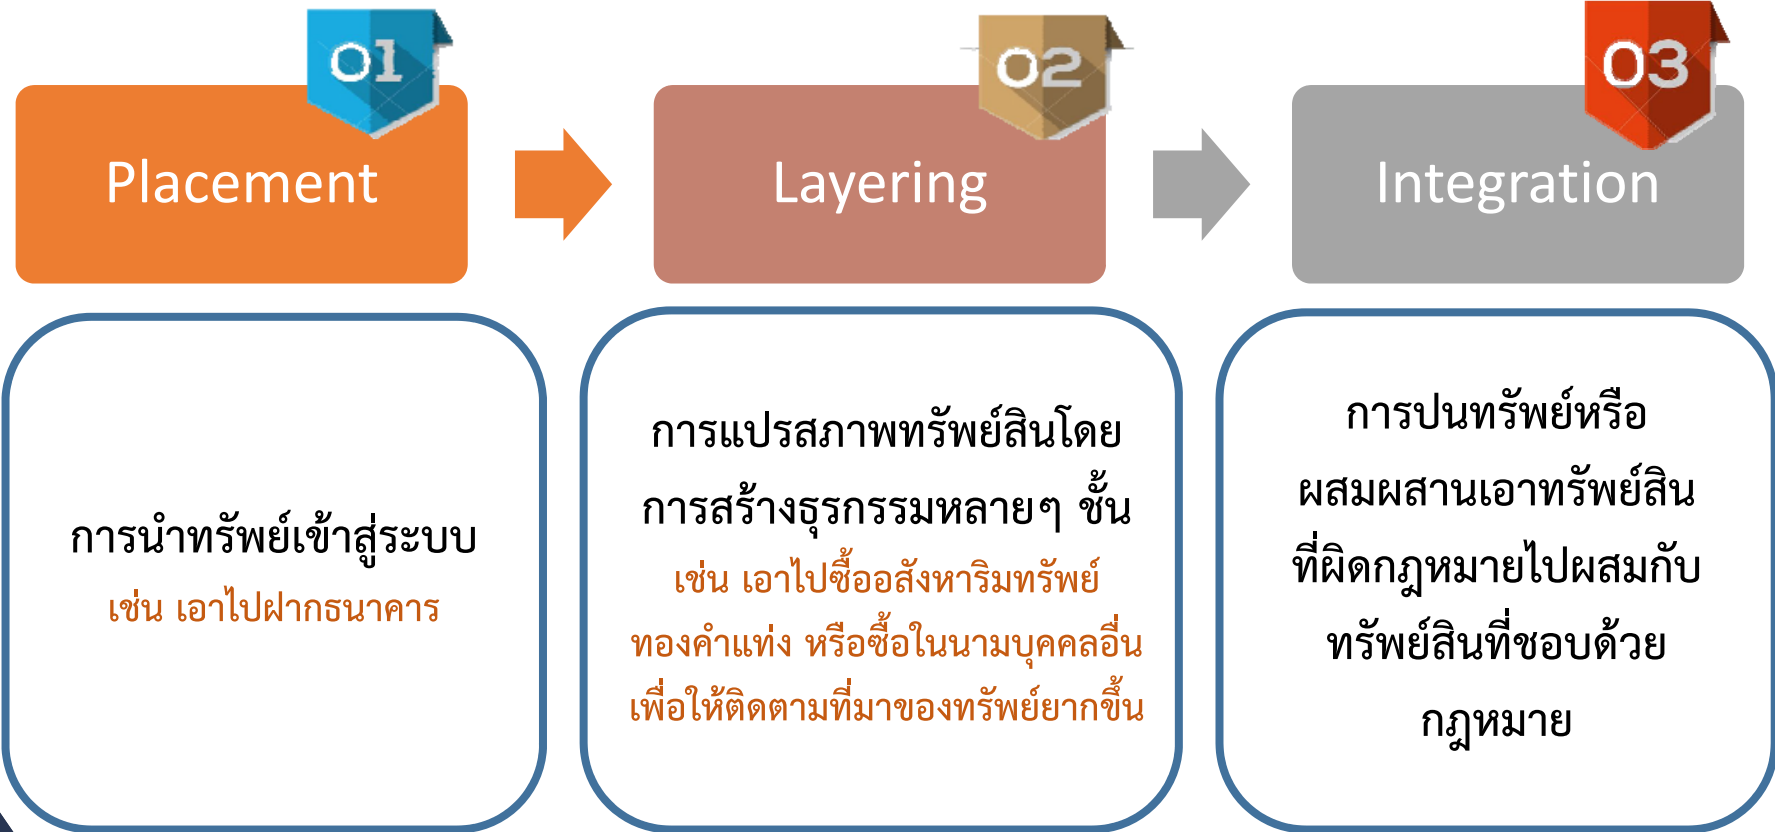 01
Placement
การนำทรัพย์เข้าสู่ระบบ
เช่น เอาไปฝากธนาคาร
02
Layering
การแปรสภาพทรัพย์สินโดย
การสร้างธุรกรรมหลายๆ ชั้น
เช่น เอาไปซื้ออสังหาริมทรัพย์
ทองคำแท่ง หรือซื้อในนามบุคคลอื่น
เพื่อให้ติดตามที่มาของทรัพย์ยากขึ้น
03
Integration
การปนทรัพย์หรือ
ผสมผสานเอาทรัพย์สิน
ที่ผิดกฎหมายไปผสมกับ
ทรัพย์สินที่ชอบด้วย
กฎหมาย